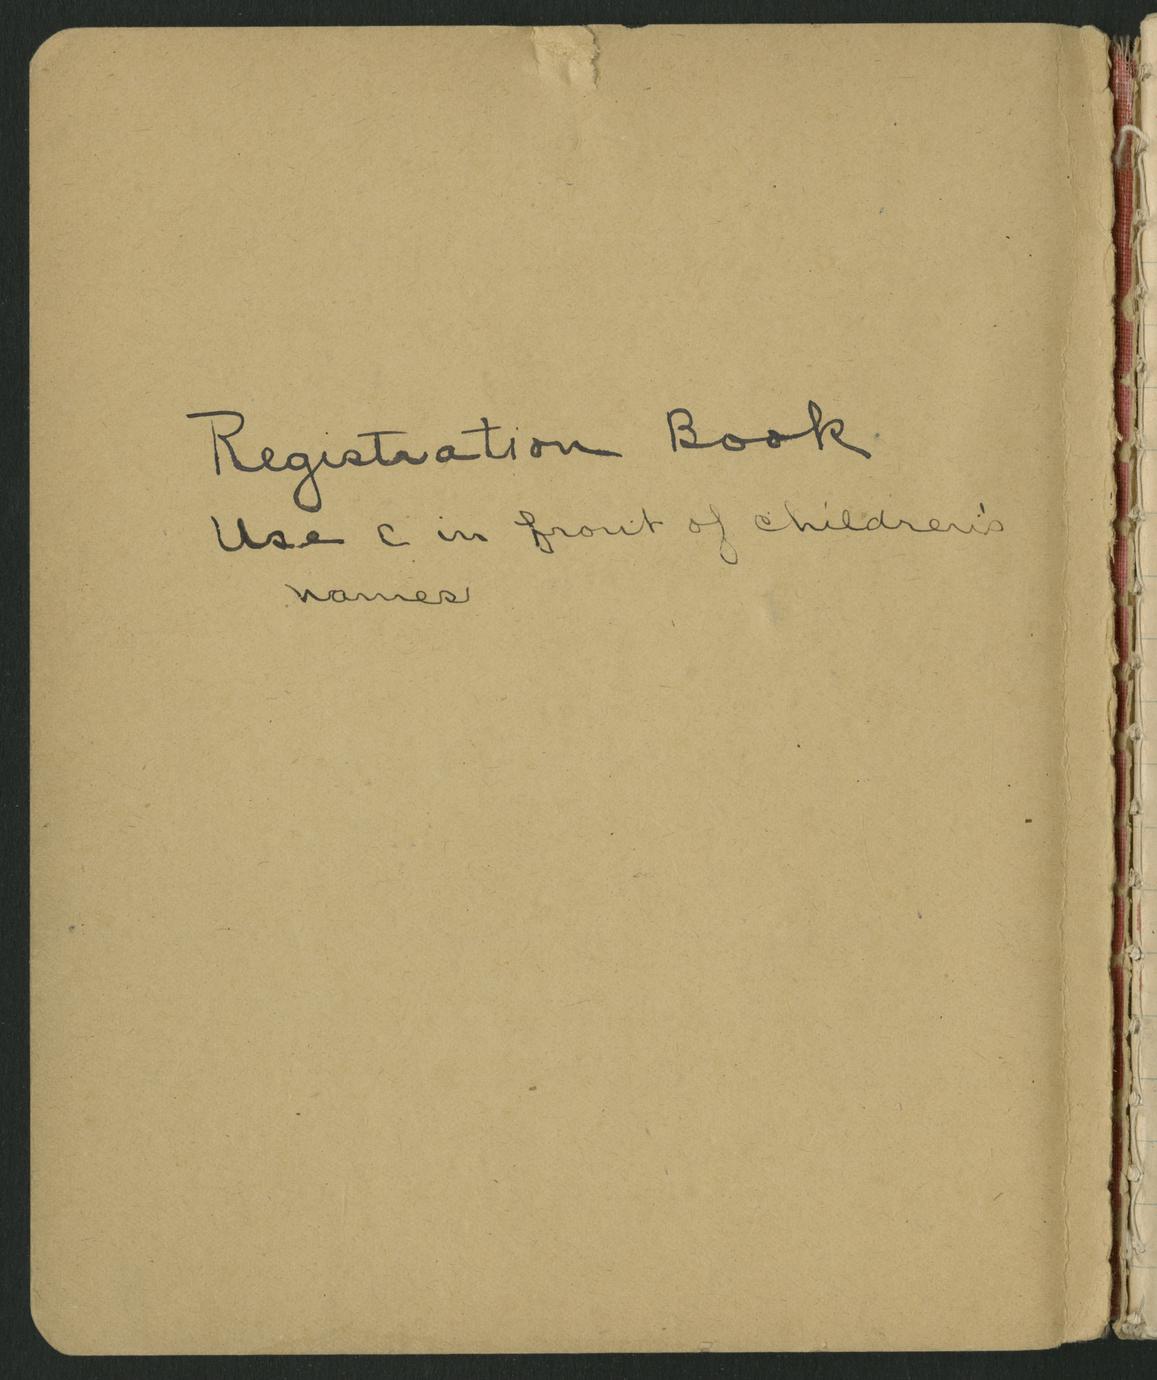 Registration Book
Use C in front of children's
names